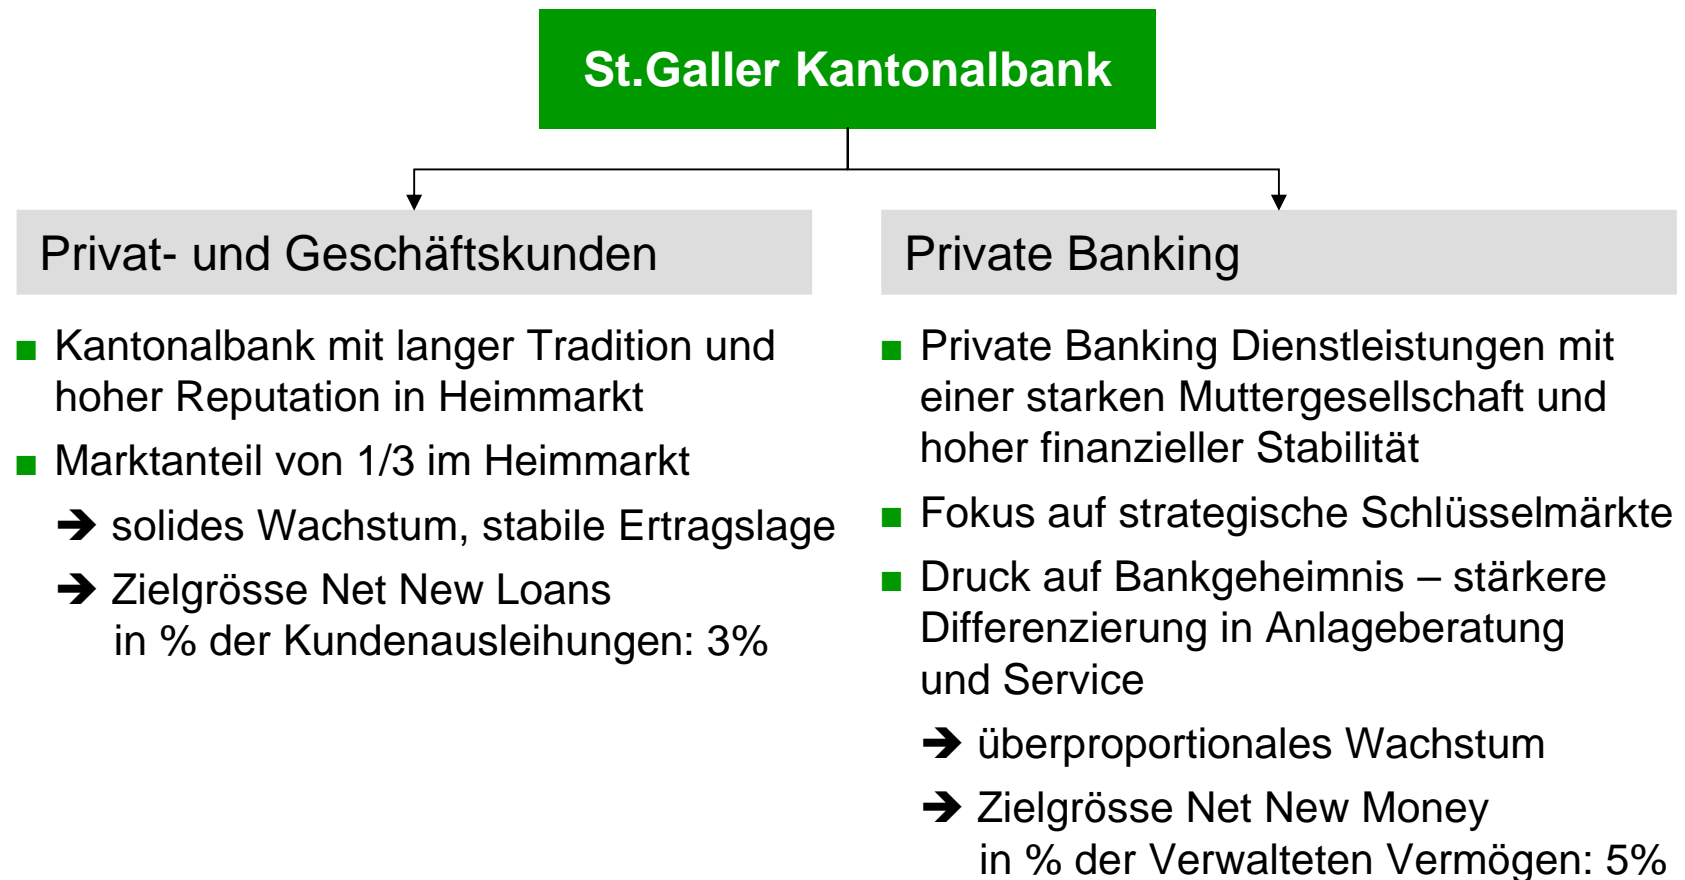 St.Galler Kantonalbank
Privat- und Geschäftskunden
■ Kantonalbank mit langer Tradition und
hoher Reputation in Heimmarkt
■ Marktanteil von 1/3 im Heimmarkt
➔ solides Wachstum, stabile Ertragslage
➔ Zielgrösse Net New Loans
in % der Kundenausleihungen: 3%
Private Banking
■ Private Banking Dienstleistungen mit
einer starken Muttergesellschaft und
hoher finanzieller Stabilität
■ Fokus auf strategische Schlüsselmärkte
■ Druck auf Bankgeheimnis – stärkere
Differenzierung in Anlageberatung
und Service
➔ überproportionales Wachstum
➔ Zielgrösse Net New Money
in % der Verwalteten Vermögen: 5%